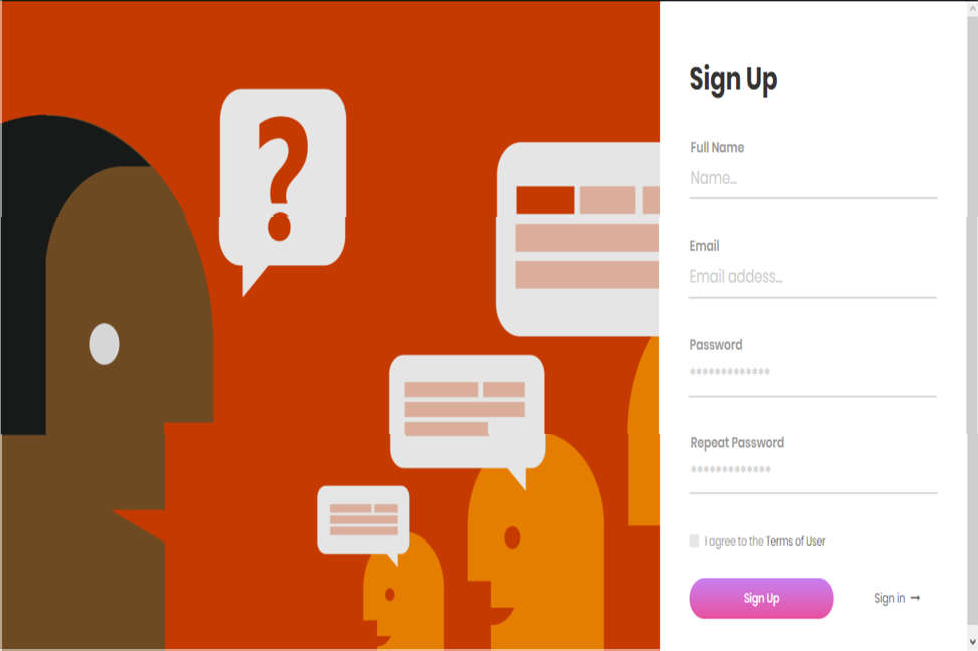 ?
Sign Up
Full Name
Name...
Email
Email addess...
Password
*************
Repeat Password
*************
I agree to the Terms of User
Sign Up
Sign in →